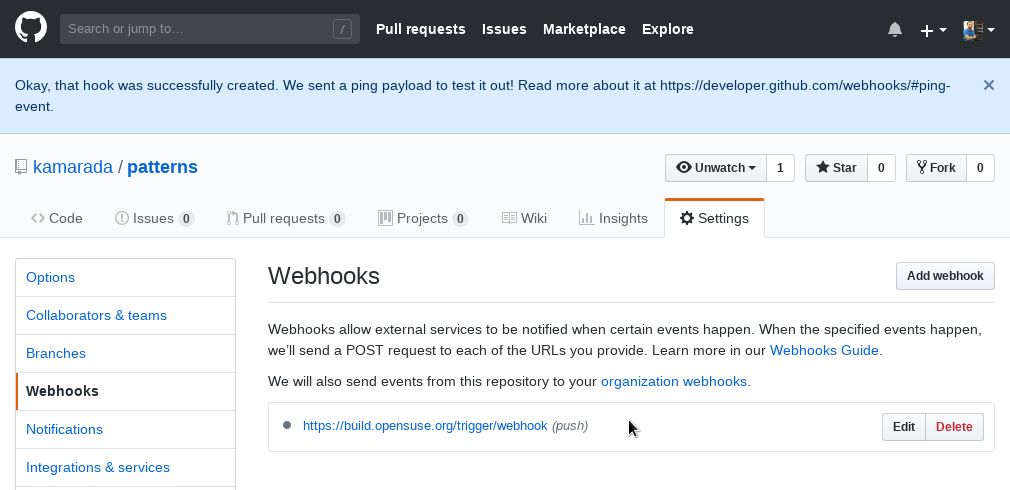 Search or jump to… /
Pull requests Issues Marketplace Explore
Okay, that hook was successfully created. We sent a ping payload to test it out! Read more about it at https://developer.github.com/webhooks/#ping-
event.
kamarada / patterns
Unwatch 1 Star 0 Fork 0
Code Issues 0 Pull requests 0 Projects 0 Wiki Insights Settings
Options
Collaborators & teams
Branches
Webhooks
Notifications
Integrations & services
Webhooks
Add webhook
Webhooks allow external services to be notified when certain events happen. When the specified events happen,
we’ll send a POST request to each of the URLs you provide. Learn more in our Webhooks Guide.
We will also send events from this repository to your organization webhooks.
https://build.opensuse.org/trigger/webhook (push)
Edit Delete